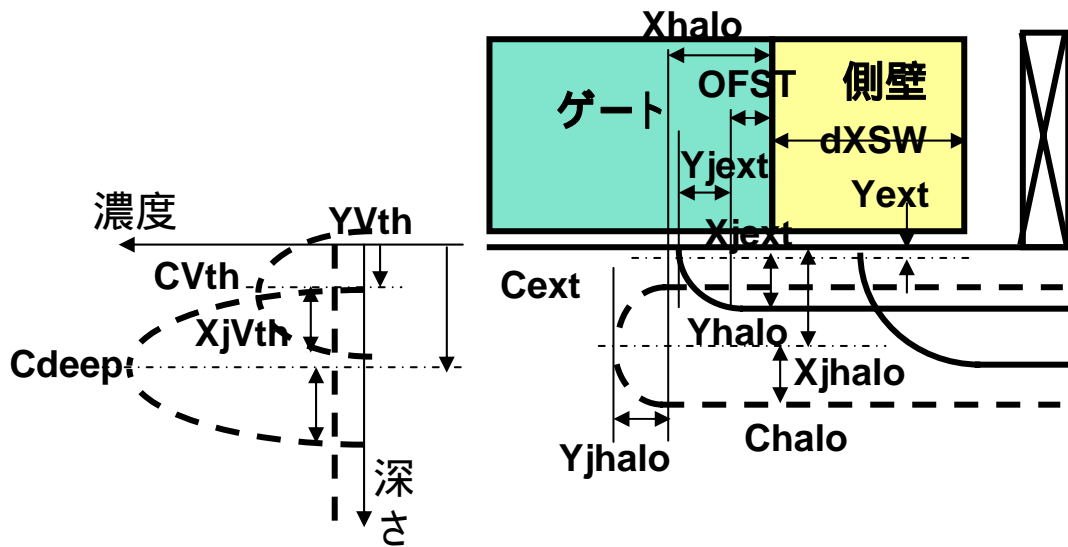 Xhalo
ゲート
OFST
側壁
dXSW
Yjext
Yext
濃度
YVth
Xjext
CVth
Cext
XjVth
Yhalo
Cdeep
Xjhalo
Chalo
Yjhalo
深
さ